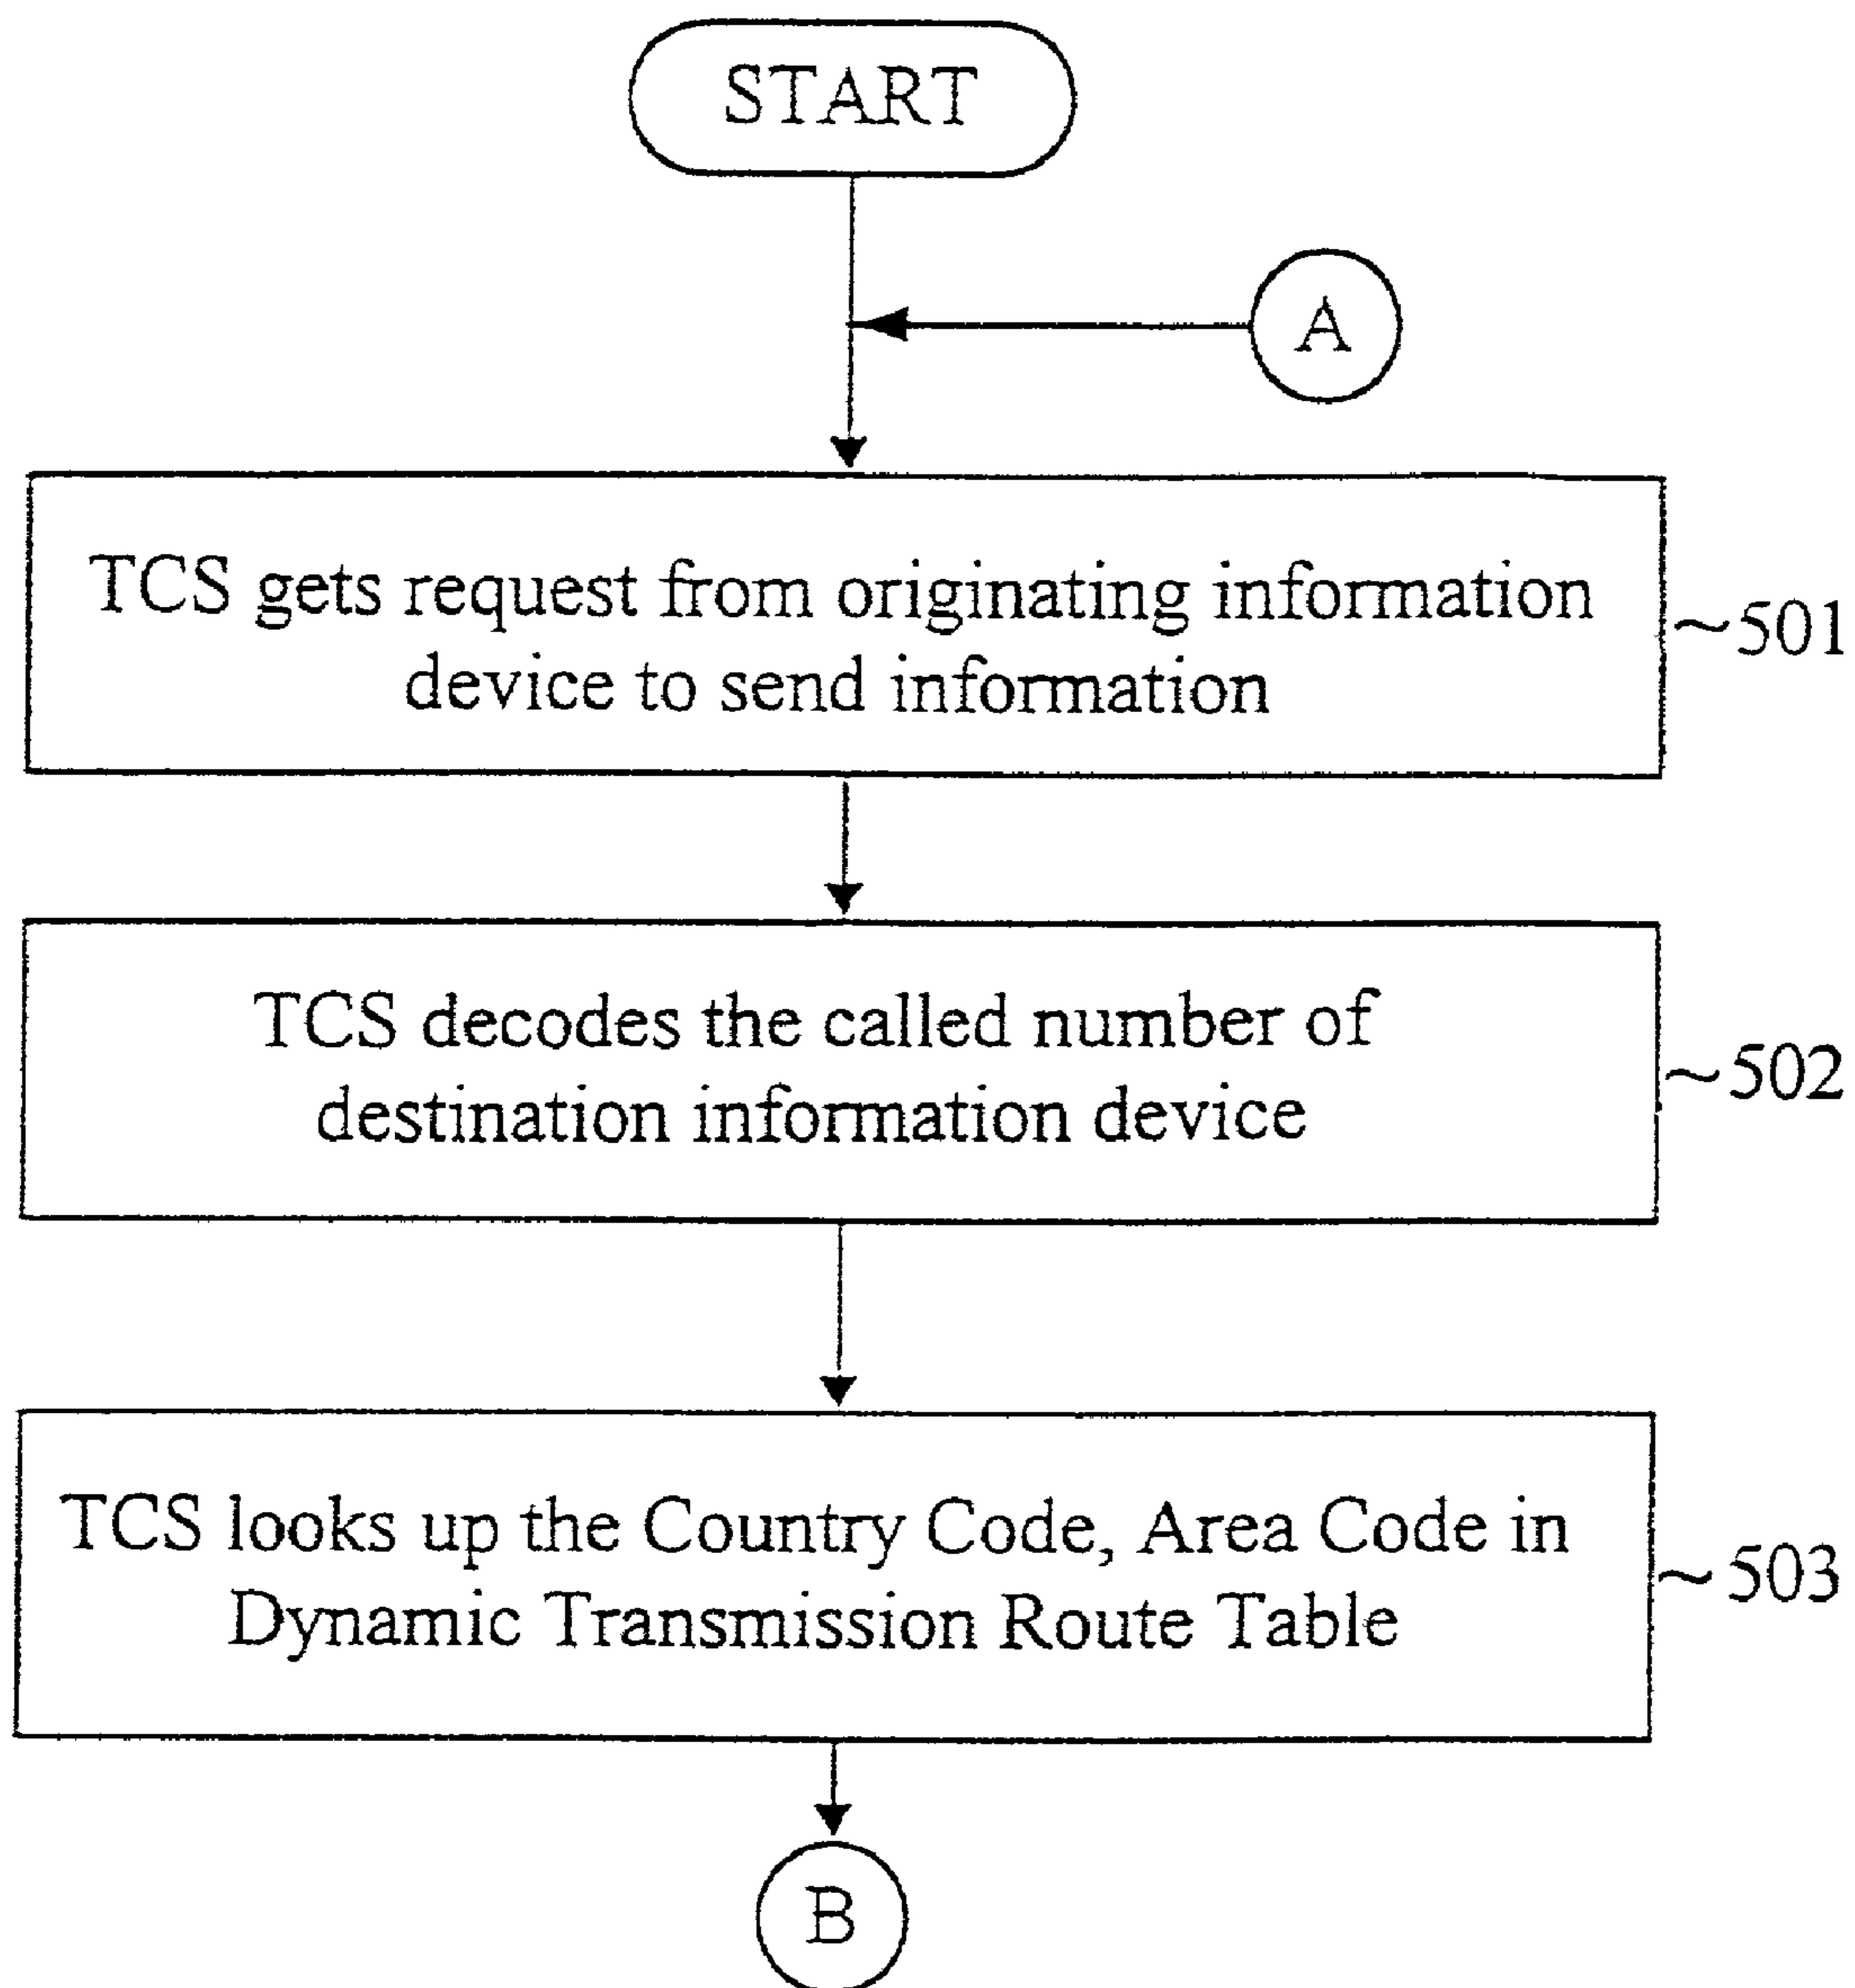 START
A
TCS gets request from originating information
device to send information
~501
TCS decodes the called number of
destination information device
~502
TCS looks up the Country Code, Area Code in
Dynamic Transmission Route Table
~503
B